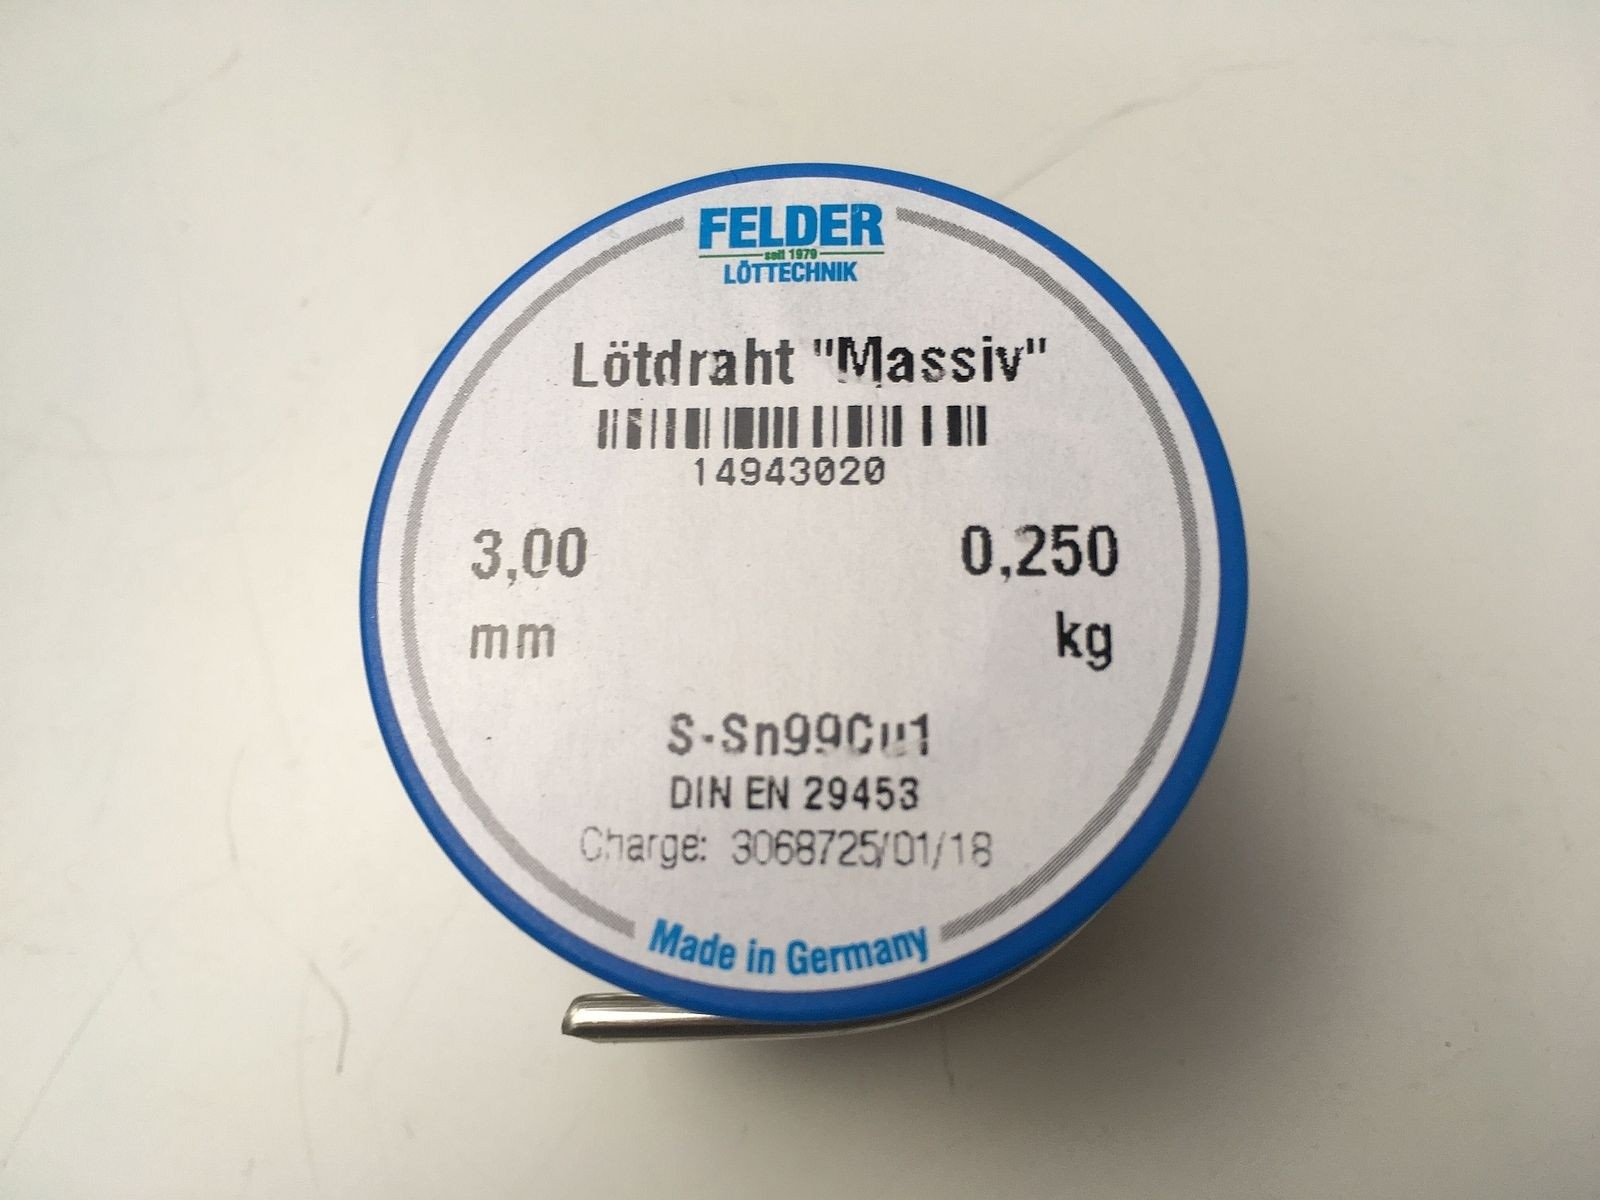 FELDER
seit 1979
LÖTTECHNIK
Lötdraht "Massiv"
14943020
3,00 0,250
mm kg
S-Sn99Cu1
DIN EN 29453
Charge: 3068725/01/18
Made in Germany